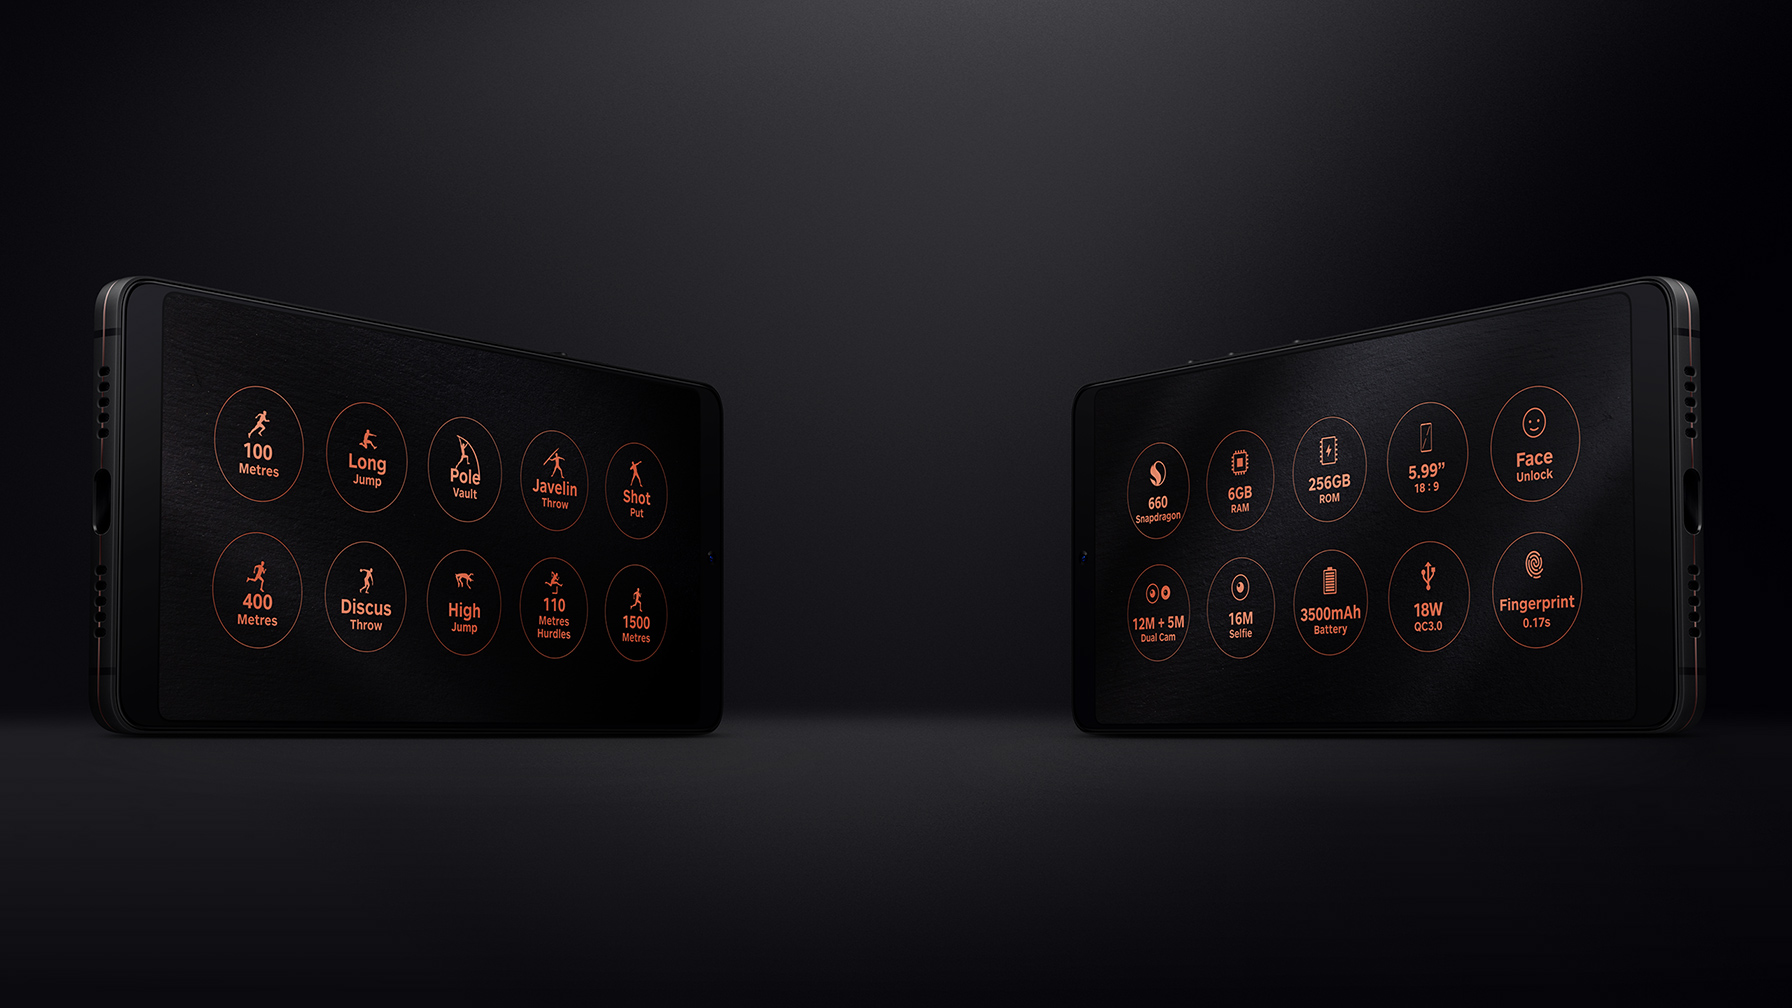 100
Metres
Long
Jump
Pole
Vault
Javelin
Throw
Shot
Put
400
Metres
Discus
Throw
High
Jump
110
Metres
Hurdles
1500
Metres
660
Snapdragon
6GB
RAM
256GB
ROM
5.99”
18 : 9
Face
Unlock
12M + 5M
Dual Cam
16M
Selfie
3500mAh
Battery
18W
QC3.0
Fingerprint
0.17s